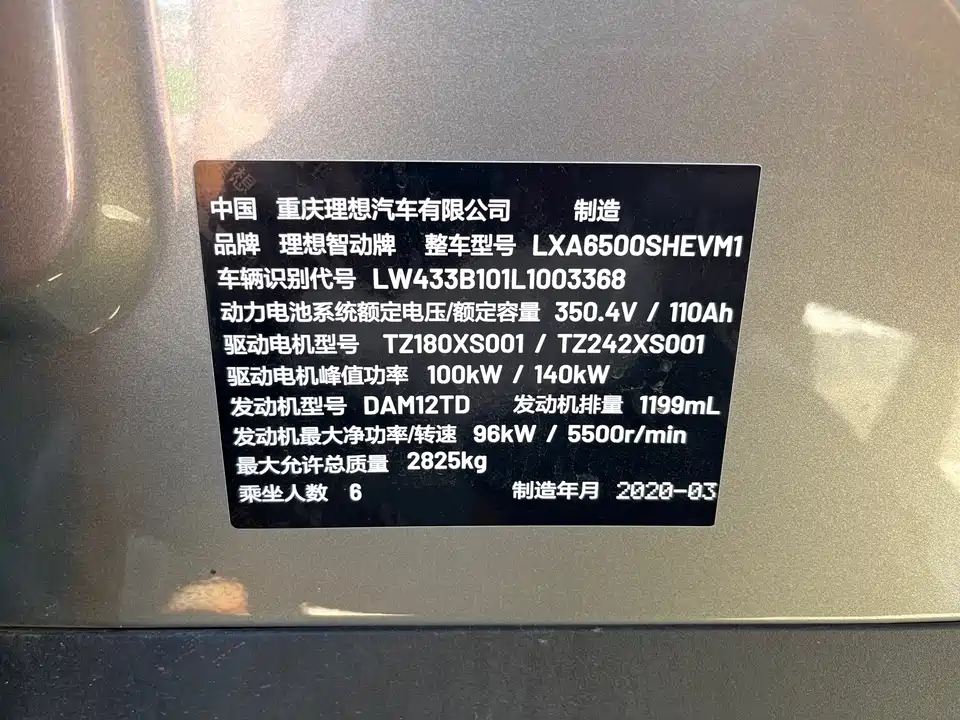 中国 重庆理想汽车有限公司 制造
品牌 理想智动牌 整车型号 LXA6500SHEVM1
车辆识别代号 LW433B101L1003368
动力电池系统额定电压/额定容量 350.4V / 110Ah
驱动电机型号 TZ180XS001 / TZ242XS001
驱动电机峰值功率 100kW / 140kW
发动机型号 DAM12TD 发动机排量 1199mL
发动机最大净功率/转速 96kW / 5500r/min
最大允许总质量 2825kg
乘坐人数 6 制造年月 2020-03